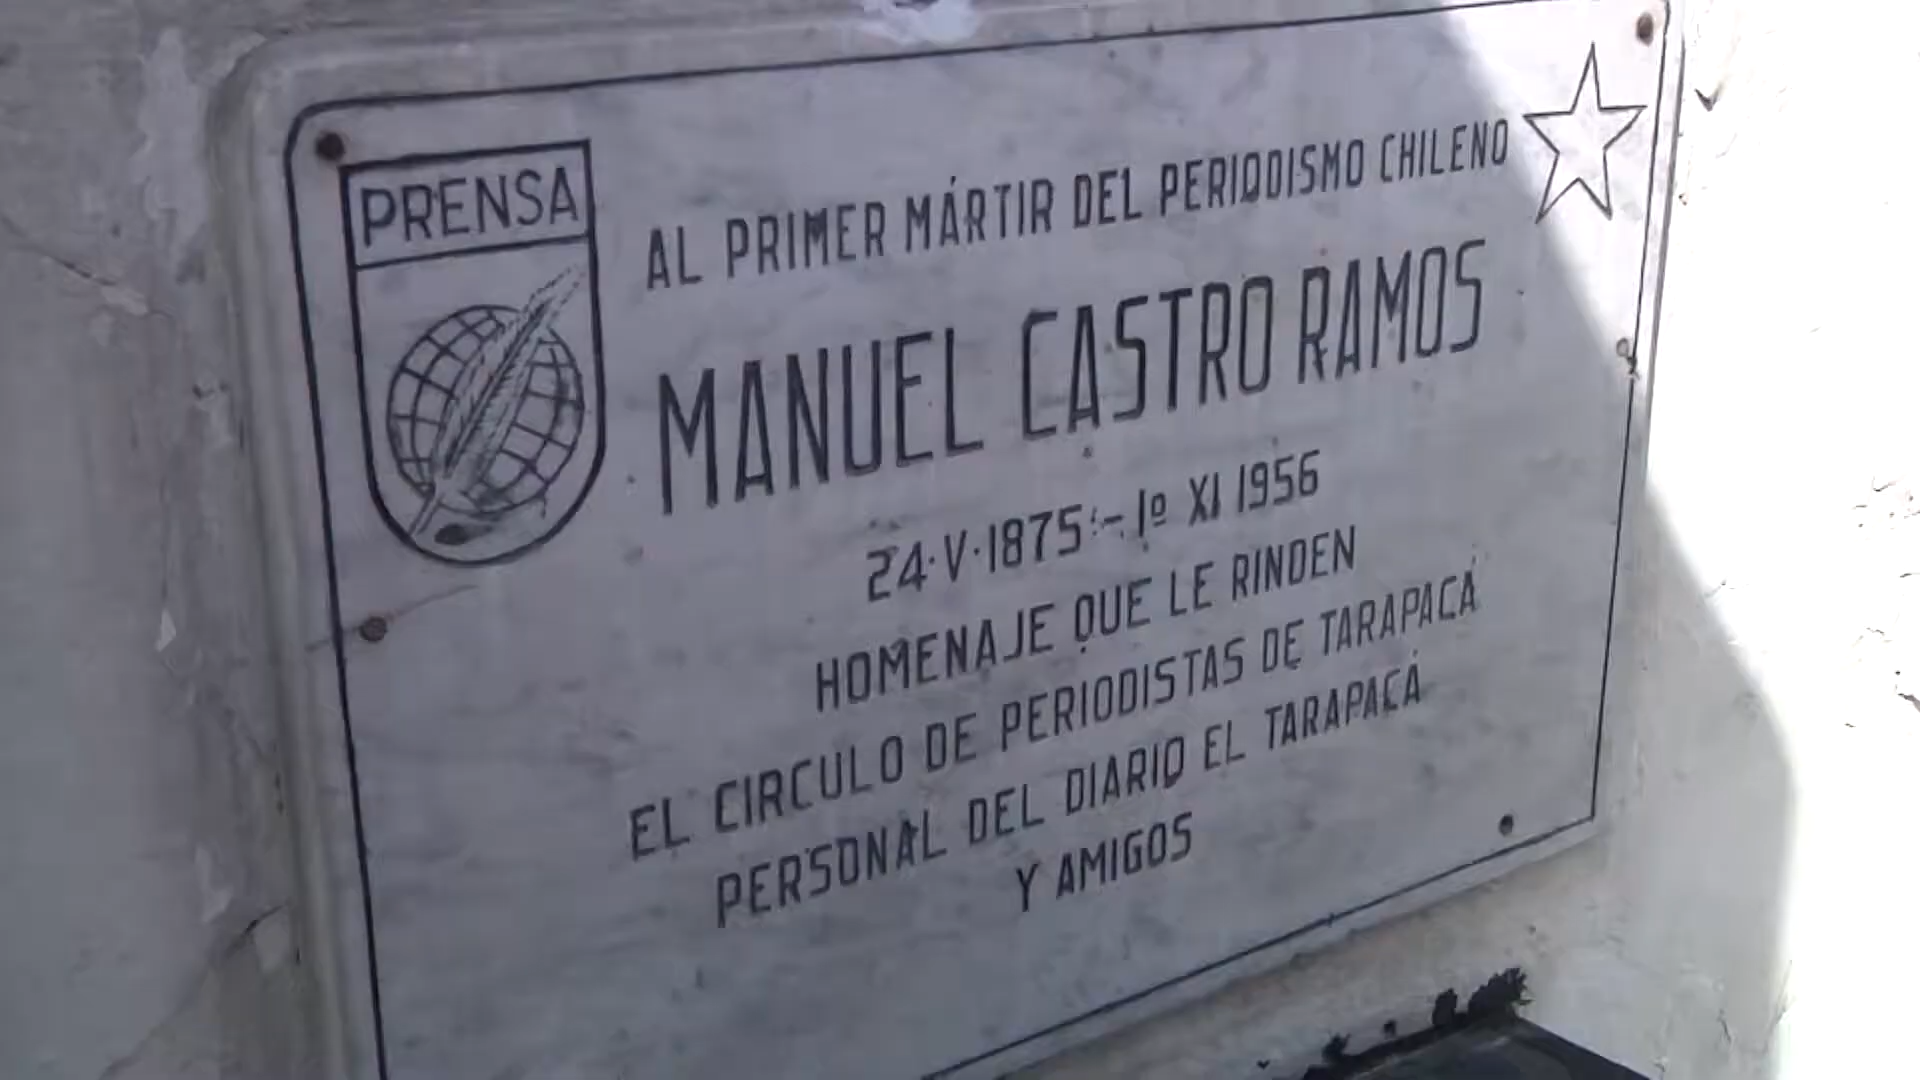 PRENSA
AL PRIMER MÁRTIR DEL PERIODISMO CHILENO
MANUEL CASTRO RAMOS
24·V·1875·-1º XI 1956
HOMENAJE QUE LE RINDEN
EL CIRCULO DE PERIODISTAS DE TARAPACÁ
PERSONAL DEL DIARIO EL TARAPACÁ
Y AMIGOS